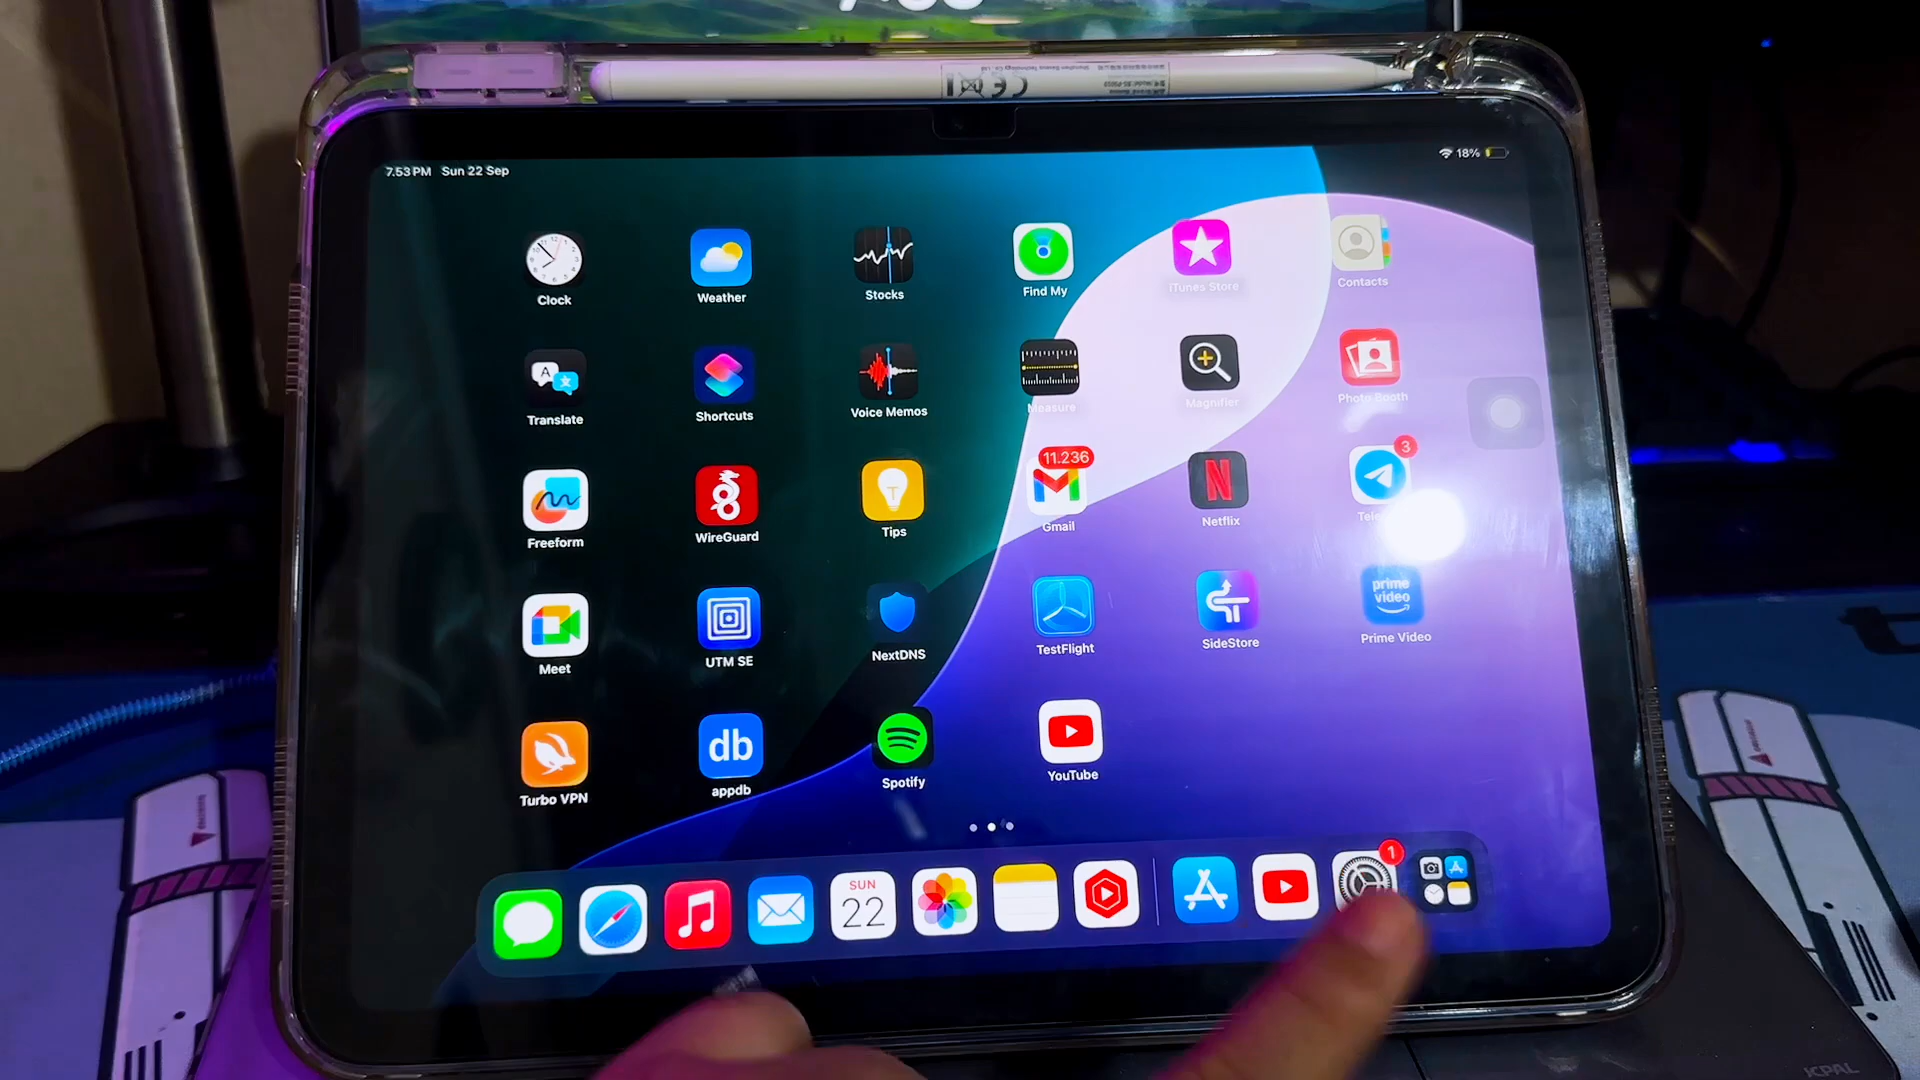 7.53 PM Sun 22 Sep
18%
Clock
Weather
Stocks
Find My
iTunes Store
Contacts
Translate
Shortcuts
Voice Memos
Measure
Magnifier
Photo Booth
11.236
3
Freeform
WireGuard
Tips
Gmail
Netflix
prime
video
Meet
UTM SE
NextDNS
TestFlight
SideStore
Prime Video
db
Turbo VPN
appdb
Spotify
YouTube
SUN
22
1
JCPAL